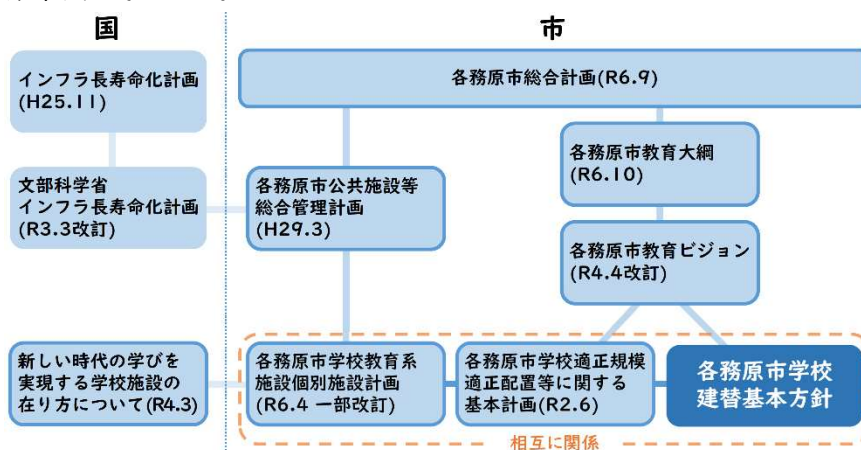 国
市
インフラ長寿命化計画
(H25.11)
各務原市総合計画(R6.9)
文部科学省
インフラ長寿命化計画
(R3.3改訂)
各務原市公共施設等
総合管理計画
(H29.3)
各務原市教育大綱
(R6.10)
各務原市教育ビジョン
(R4.4改訂)
新しい時代の学びを
実現する学校施設の
在り方について(R4.3)
各務原市学校教育系
施設個別施設計画
(R6.4 一部改訂)
各務原市学校適正規模
適正配置等に関する
基本計画(R2.6)
各務原市学校
建替基本方針
相互に関係